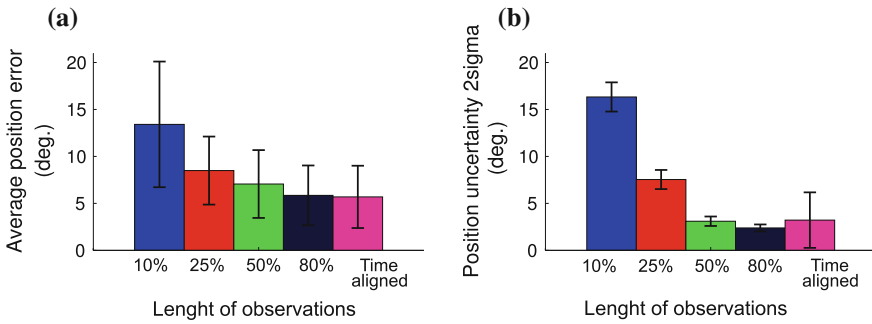 (a)
Average position error
(deg.)
20
15
10
5
0
10% 25% 50% 80% Time
aligned
Lenght of observations
(b)
Position uncertainty 2sigma
(deg.)
20
15
10
5
0
10% 25% 50% 80% Time
aligned
Lenght of observations